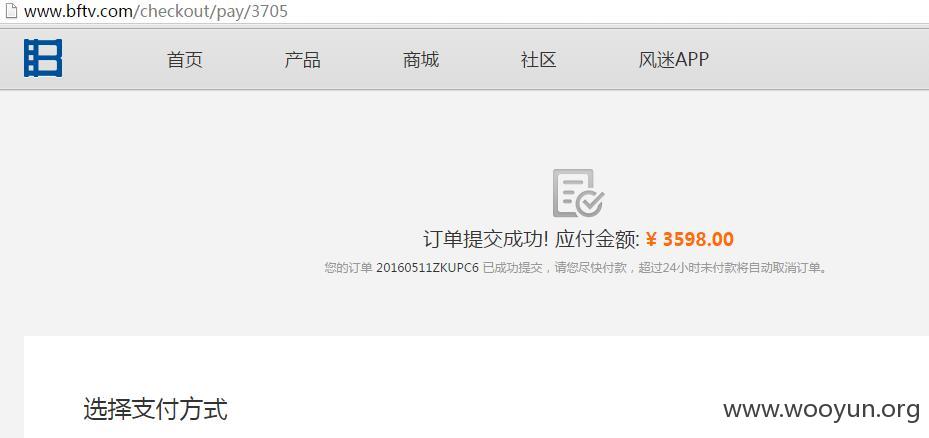 www.bftv.com/checkout/pay/3705
首页 产品 商城 社区 风迷APP
订单提交成功! 应付金额: ¥ 3598.00
您的订单 20160511ZKUPC6 已成功提交，请您尽快付款，超过24小时未付款将自动取消订单。
选择支付方式
www.wooyun.org